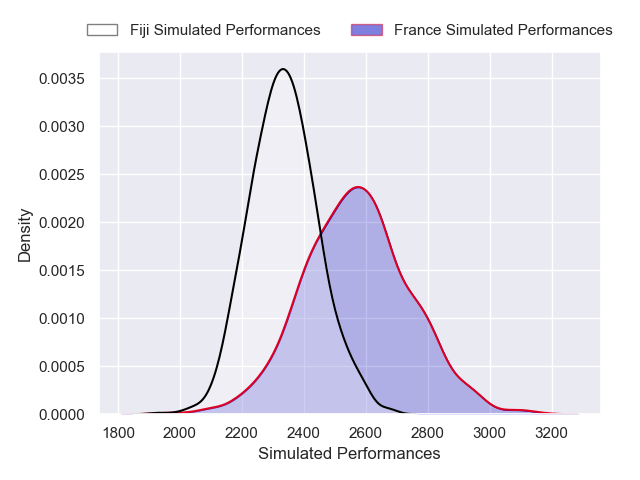 Fiji Simulated Performances France Simulated Performances
0.0035
0.0030
0.0025
0.0020
0.0015
0.0010
0.0005
0.0000
Density
1800 2000 2200 2400 2600 2800 3000 3200
Simulated Performances